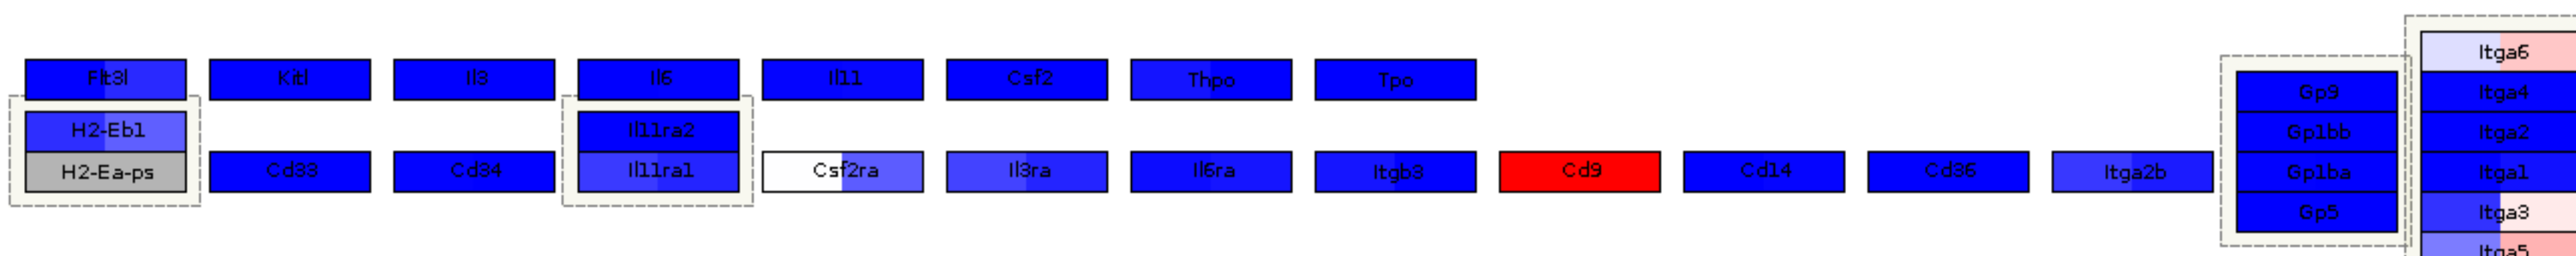 Flt3l Kitl Il3 Il6 Il11 Csf2 Thpo Tpo
H2-Eb1 Il11ra2
H2-Ea-ps Cd33 Cd34 Il11ra1 Csf2ra Il3ra Il6ra Itgb3 Cd9 Cd14 Cd36 Itga2b
Gp9
Gp1bb
Gp1ba
Gp5
Itga6
Itga4
Itga2
Itga1
Itga3
Itga5